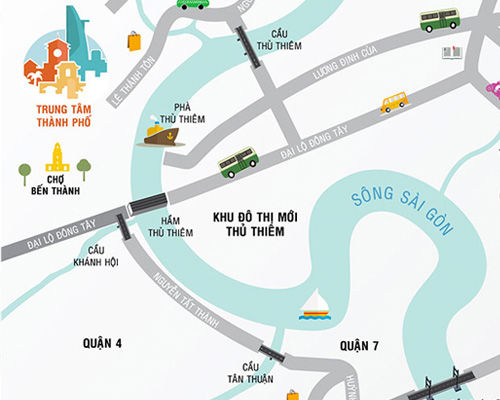 CẦU
THỦ THIÊM
LÊ THÁNH TÔN
LƯƠNG ĐỊNH CỦA
TRUNG TÂM
THÀNH PHỐ
PHÀ
THỦ THIÊM
ĐẠI LỘ ĐÔNG TÂY
CHỢ
BẾN THÀNH
SÔNG SÀI GÒN
HẦM
THỦ THIÊM
KHU ĐÔ THỊ MỚI
THỦ THIÊM
ĐẠI LỘ ĐÔNG TÂY
CẦU
KHÁNH HỘI
NGUYỄN TẤT THÀNH
QUẬN 4
QUẬN 7
CẦU
TÂN THUẬN